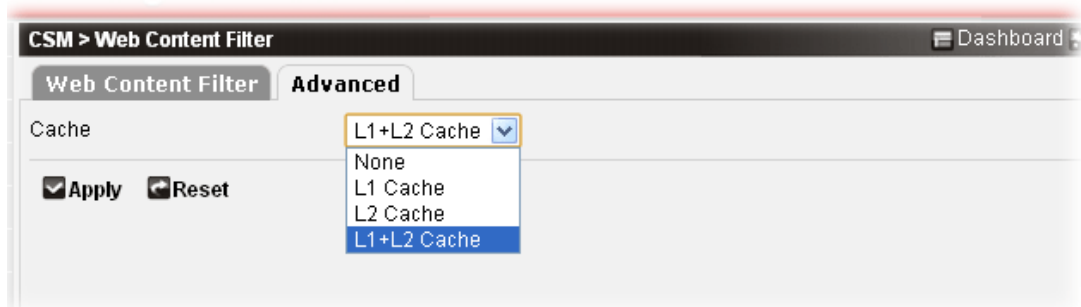 CSM > Web Content Filter Dashboard
Web Content Filter Advanced
Cache L1+L2 Cache
None
L1 Cache
L2 Cache
L1+L2 Cache
Apply Reset